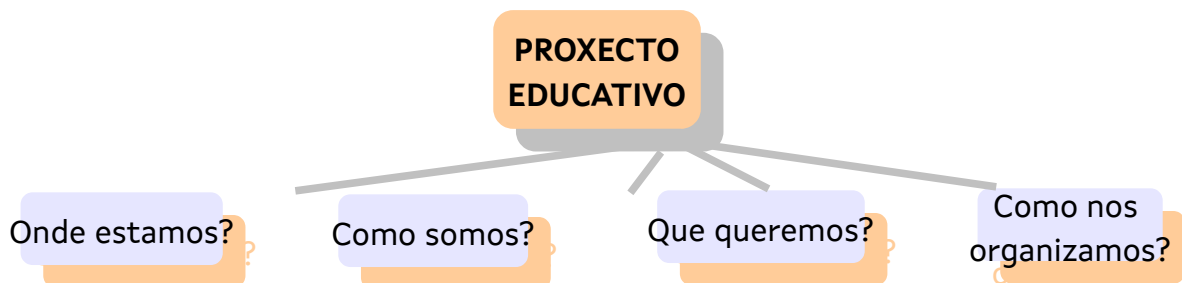 PROXECTO
EDUCATIVO
Onde estamos?
Como somos?
Que queremos?
Como nos
organizamos?